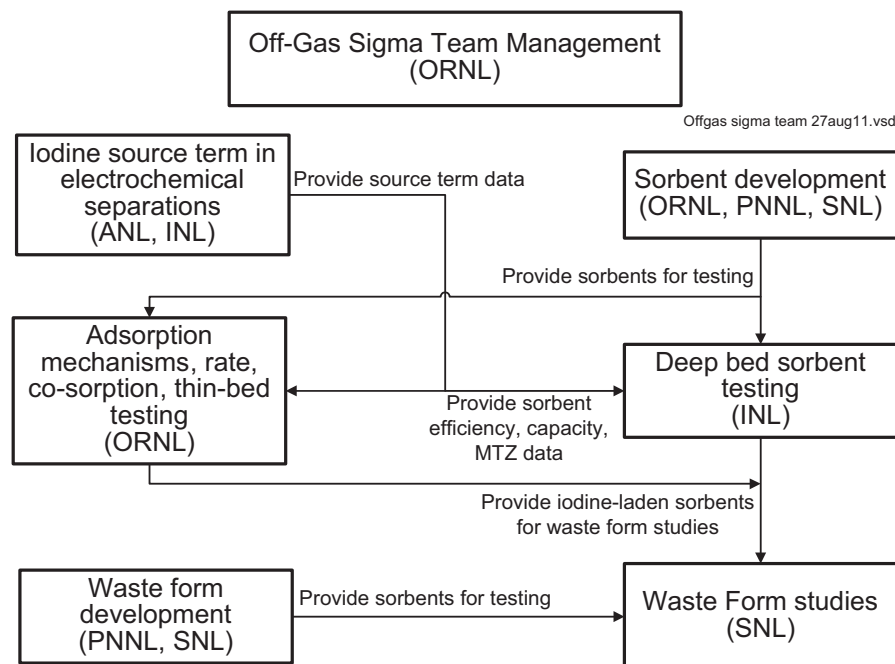 Off-Gas Sigma Team Management
(ORNL)
Offgas sigma team 27aug11.vsd
Iodine source term in
electrochemical
separations
(ANL, INL)
Provide source term data
Sorbent development
(ORNL, PNNL, SNL)
Provide sorbents for testing
Adsorption
mechanisms, rate,
co-sorption, thin-bed
testing
(ORNL)
Deep bed sorbent
testing
(INL)
Provide sorbent
efficiency, capacity,
MTZ data
Provide iodine-laden sorbents
for waste form studies
Waste form
development
(PNNL, SNL)
Provide sorbents for testing
Waste Form studies
(SNL)